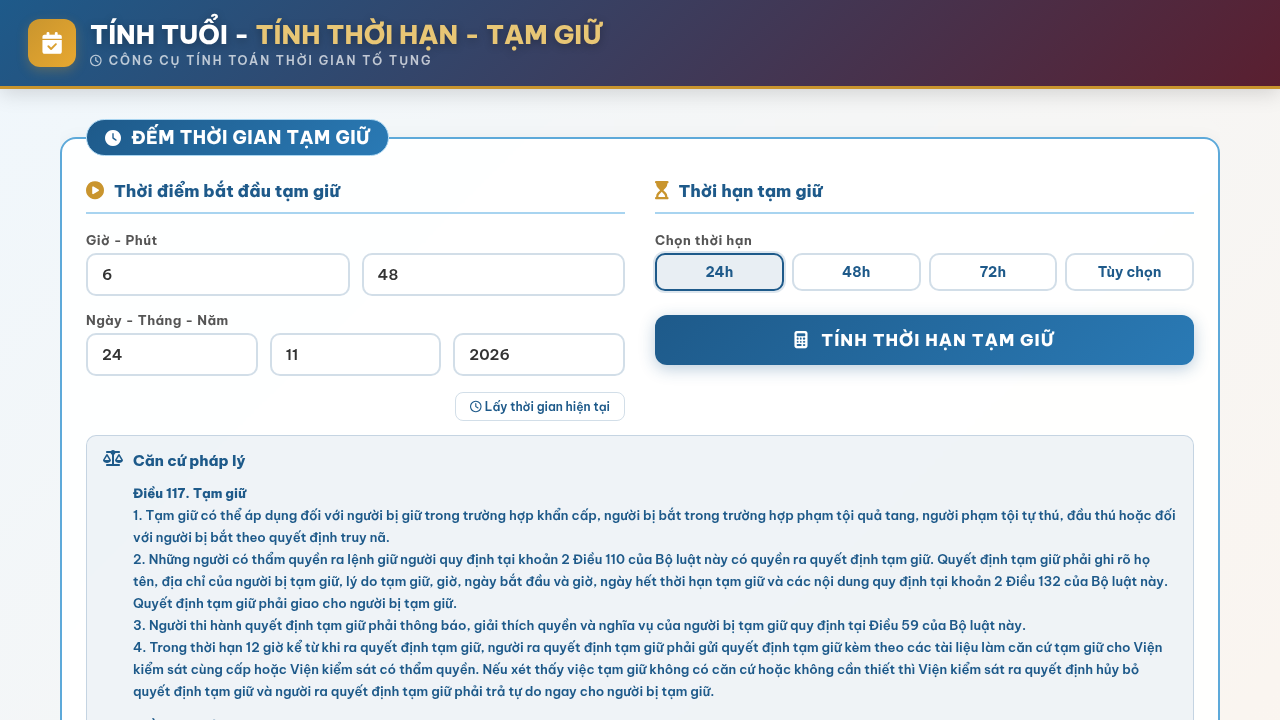 TÍNH TUỔI - TÍNH THỜI HẠN - TẠM GIỮ
CÔNG CỤ TÍNH TOÁN THỜI GIAN TỐ TỤNG
ĐẾM THỜI GIAN TẠM GIỮ
Thời điểm bắt đầu tạm giữ
Giờ - Phút
6 48
Ngày - Tháng - Năm
24 11 2026
Lấy thời gian hiện tại
Thời hạn tạm giữ
Chọn thời hạn
24h 48h 72h Tùy chọn
TÍNH THỜI HẠN TẠM GIỮ
Căn cứ pháp lý
Điều 117. Tạm giữ
1. Tạm giữ có thể áp dụng đối với người bị giữ trong trường hợp khẩn cấp, người bị bắt trong trường hợp phạm tội quả tang, người phạm tội tự thú, đầu thú hoặc đối
với người bị bắt theo quyết định truy nã.
2. Những người có thẩm quyền ra lệnh giữ người quy định tại khoản 2 Điều 110 của Bộ luật này có quyền ra quyết định tạm giữ. Quyết định tạm giữ phải ghi rõ họ
tên, địa chỉ của người bị tạm giữ, lý do tạm giữ, giờ, ngày bắt đầu và giờ, ngày hết thời hạn tạm giữ và các nội dung quy định tại khoản 2 Điều 132 của Bộ luật này.
Quyết định tạm giữ phải giao cho người bị tạm giữ.
3. Người thi hành quyết định tạm giữ phải thông báo, giải thích quyền và nghĩa vụ của người bị tạm giữ quy định tại Điều 59 của Bộ luật này.
4. Trong thời hạn 12 giờ kể từ khi ra quyết định tạm giữ, người ra quyết định tạm giữ phải gửi quyết định tạm giữ kèm theo các tài liệu làm căn cứ tạm giữ cho Viện
kiểm sát cùng cấp hoặc Viện kiểm sát có thẩm quyền. Nếu xét thấy việc tạm giữ không có căn cứ hoặc không cần thiết thì Viện kiểm sát ra quyết định hủy bỏ
quyết định tạm giữ và người ra quyết định tạm giữ phải trả tự do ngay cho người bị tạm giữ.